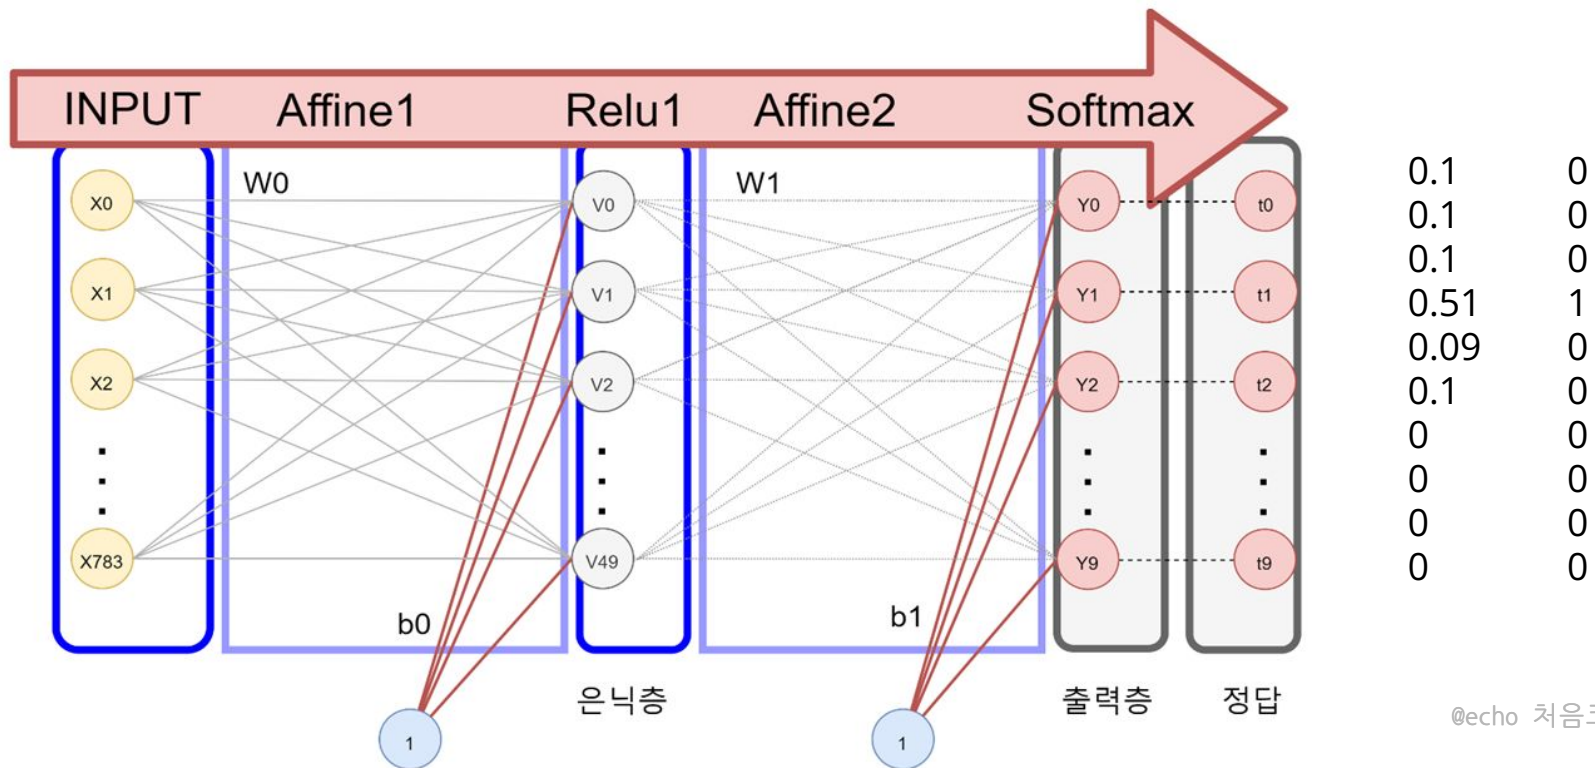 INPUT Affine1 Relu1 Affine2 Softmax
W0 W1
X0 V0 Y0 t0
X1 V1 Y1 t1
X2 V2 Y2 t2
X783 V49 Y9 t9
b0 b1
은닉층 출력층 정답
1 1
0.1 0
0.1 0
0.1 0
0.51 1
0.09 0
0.1 0
0 0
0 0
0 0
0 0
@echo